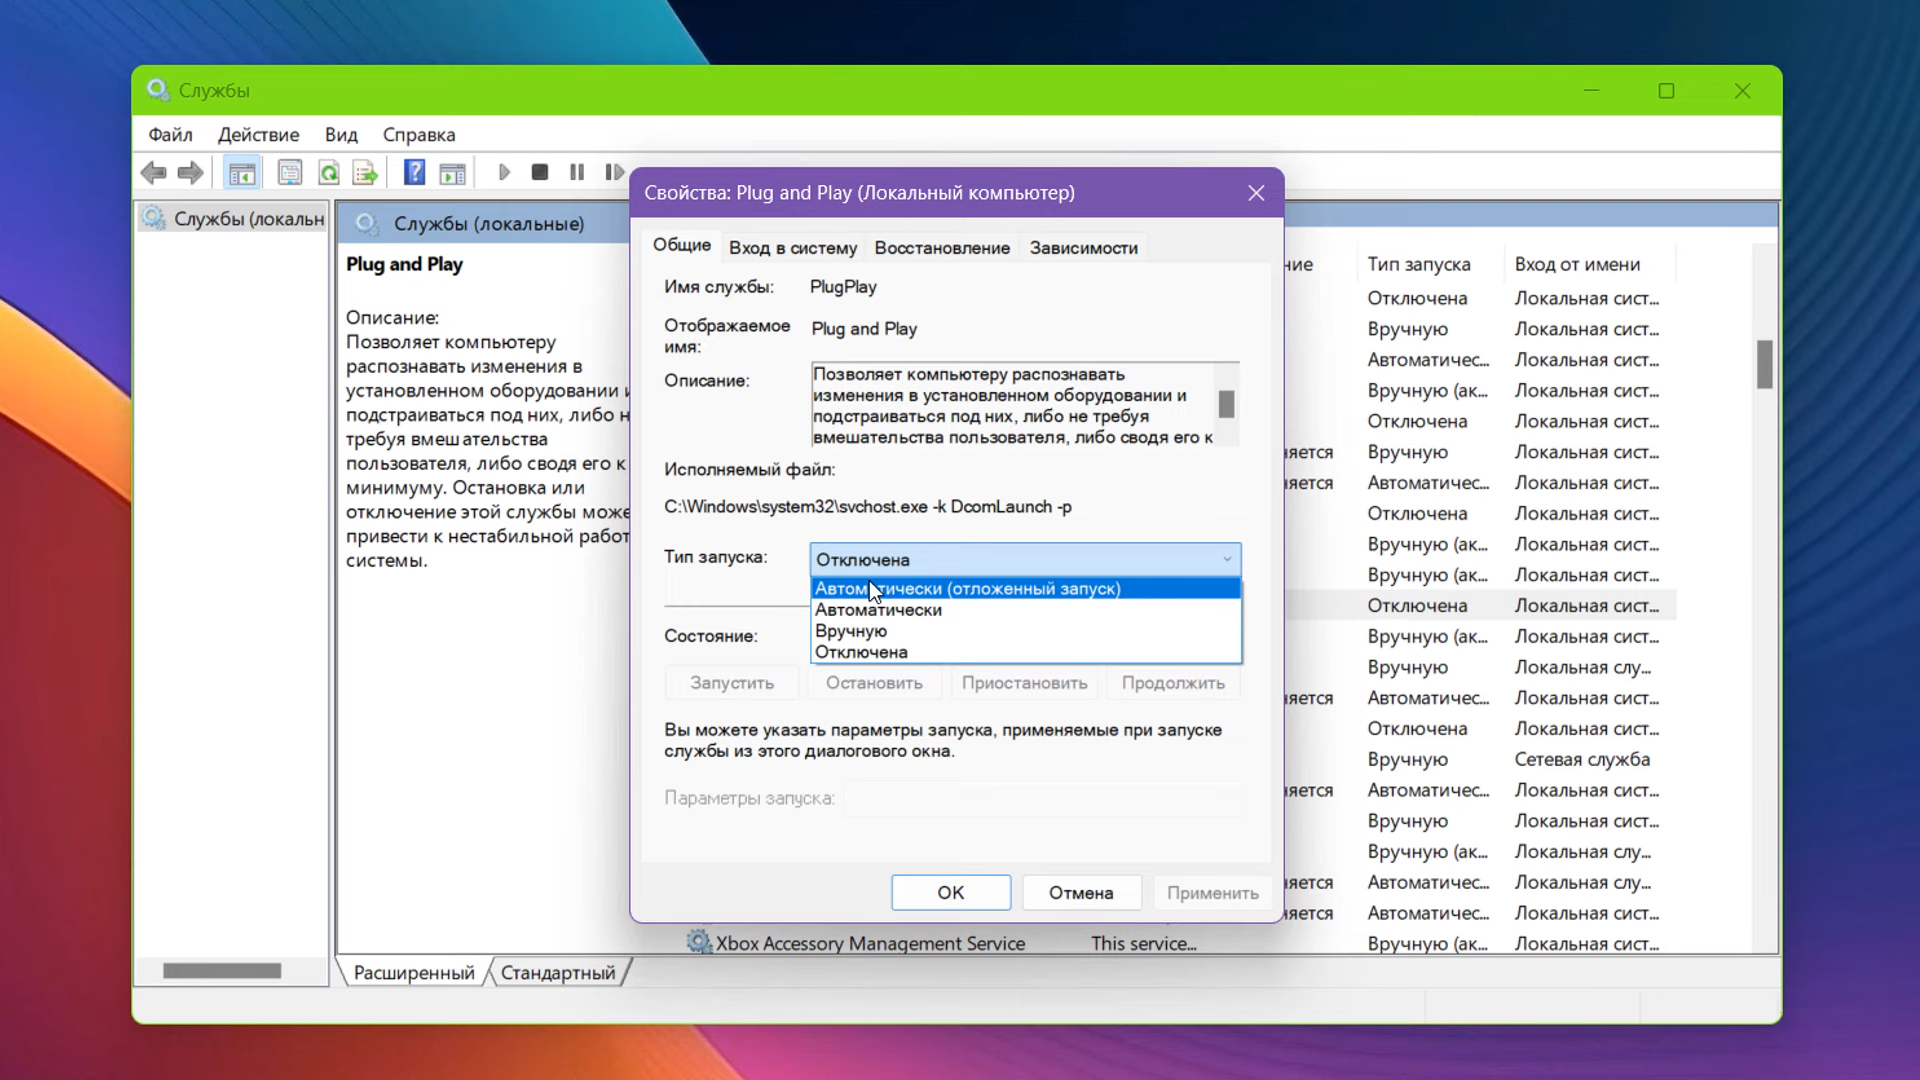 Службы
Файл Действие Вид Справка
Службы (локальн
Службы (локальные)
Plug and Play
Описание:
Позволяет компьютеру
распознавать изменения в
установленном оборудовании и
подстраиваться под них, либо н
требуя вмешательства
пользователя, либо сводя его к
минимуму. Остановка или
отключение этой службы може
привести к нестабильной работ
системы.
Свойства: Plug and Play (Локальный компьютер)
Общие Вход в систему Восстановление Зависимости
Имя службы: PlugPlay
Отображаемое
имя:
Plug and Play
Описание:
Позволяет компьютеру распознавать
изменения в установленном оборудовании и
подстраиваться под них, либо не требуя
вмешательства пользователя, либо сводя его к
Исполняемый файл:
C:\Windows\system32\svchost.exe -k DcomLaunch -p
Тип запуска: Отключена
Автоматически (отложенный запуск)
Автоматически
Вручную
Отключена
Состояние:
Запустить Остановить Приостановить Продолжить
Вы можете указать параметры запуска, применяемые при запуске
службы из этого диалогового окна.
Параметры запуска:
OK Отмена Применить
ние Тип запуска Вход от имени
Отключена Локальная сист...
Вручную Локальная сист...
Автоматичес... Локальная сист...
Вручную (ак... Локальная сист...
Отключена Локальная сист...
няется Вручную Локальная сист...
няется Автоматичес... Локальная сист...
Отключена Локальная сист...
Вручную (ак... Локальная сист...
Вручную (ак... Локальная сист...
Отключена Локальная сист...
Вручную (ак... Локальная сист...
Вручную Локальная слу...
няется Автоматичес... Локальная сист...
Отключена Локальная сист...
Вручную Сетевая служба
няется Автоматичес... Локальная сист...
Вручную Локальная сист...
Вручную (ак... Локальная слу...
няется Автоматичес... Локальная слу...
няется Автоматичес... Локальная сист...
Xbox Accessory Management Service This service... Вручную (ак... Локальная сист...
Расширенный Стандартный